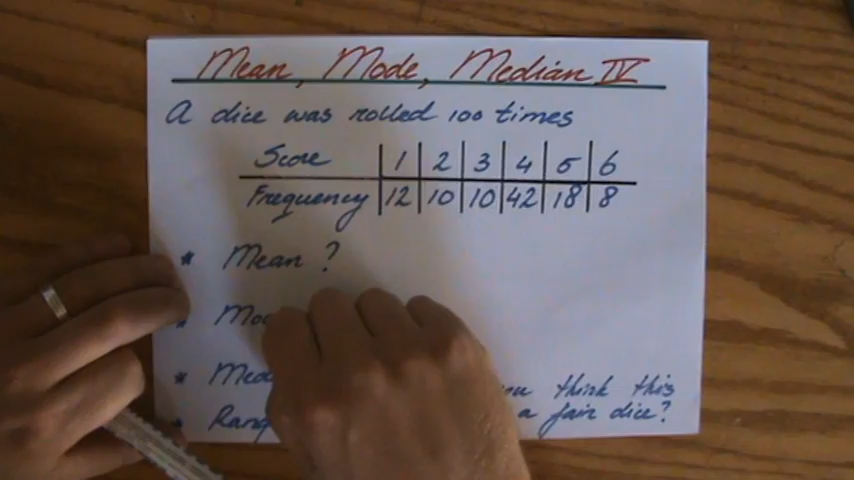 Mean, Mode, Median IV
A dice was rolled 100 times
Score 1 2 3 4 5 6
Frequency 12 10 10 42 18 8
* Mean ?
*
* think this
* a fair dice?